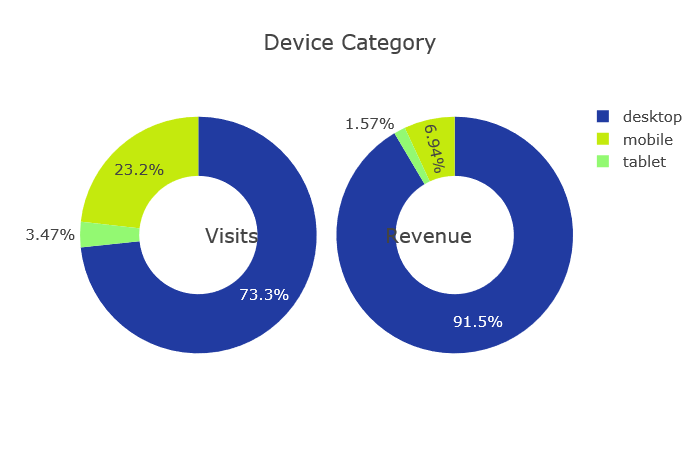 Device Category
desktop
mobile
tablet
1.57%
6.94%
23.2%
3.47%
Visits
Revenue
73.3%
91.5%